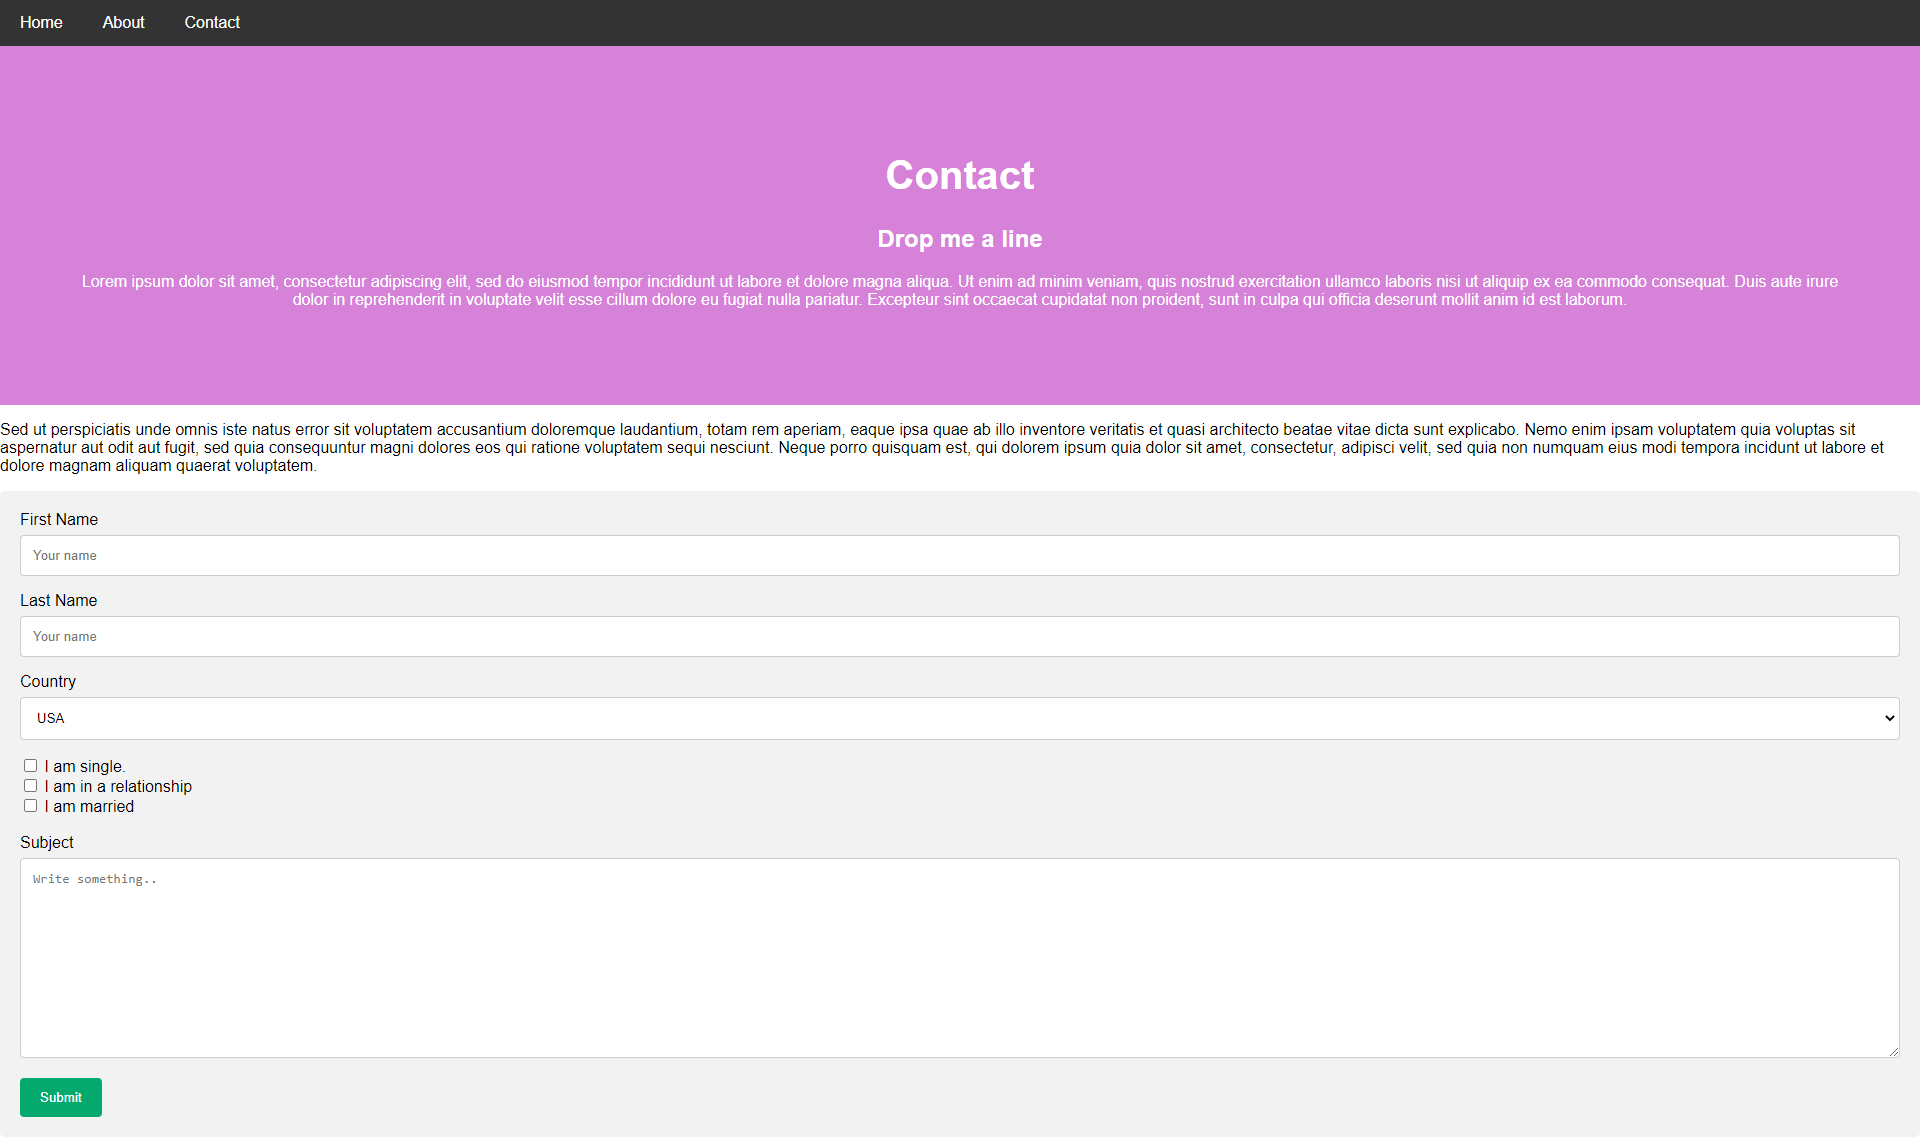 Home About Contact
Contact
Drop me a line
Lorem ipsum dolor sit amet, consectetur adipiscing elit, sed do eiusmod tempor incididunt ut labore et dolore magna aliqua. Ut enim ad minim veniam, quis nostrud exercitation ullamco laboris nisi ut aliquip ex ea commodo consequat. Duis aute irure
dolor in reprehenderit in voluptate velit esse cillum dolore eu fugiat nulla pariatur. Excepteur sint occaecat cupidatat non proident, sunt in culpa qui officia deserunt mollit anim id est laborum.
Sed ut perspiciatis unde omnis iste natus error sit voluptatem accusantium doloremque laudantium, totam rem aperiam, eaque ipsa quae ab illo inventore veritatis et quasi architecto beatae vitae dicta sunt explicabo. Nemo enim ipsam voluptatem quia voluptas sit
aspernatur aut odit aut fugit, sed quia consequuntur magni dolores eos qui ratione voluptatem sequi nesciunt. Neque porro quisquam est, qui dolorem ipsum quia dolor sit amet, consectetur, adipisci velit, sed quia non numquam eius modi tempora incidunt ut labore et
dolore magnam aliquam quaerat voluptatem.
First Name
Your name
Last Name
Your name
Country
USA
I am single.
I am in a relationship
I am married
Subject
Write something..
Submit